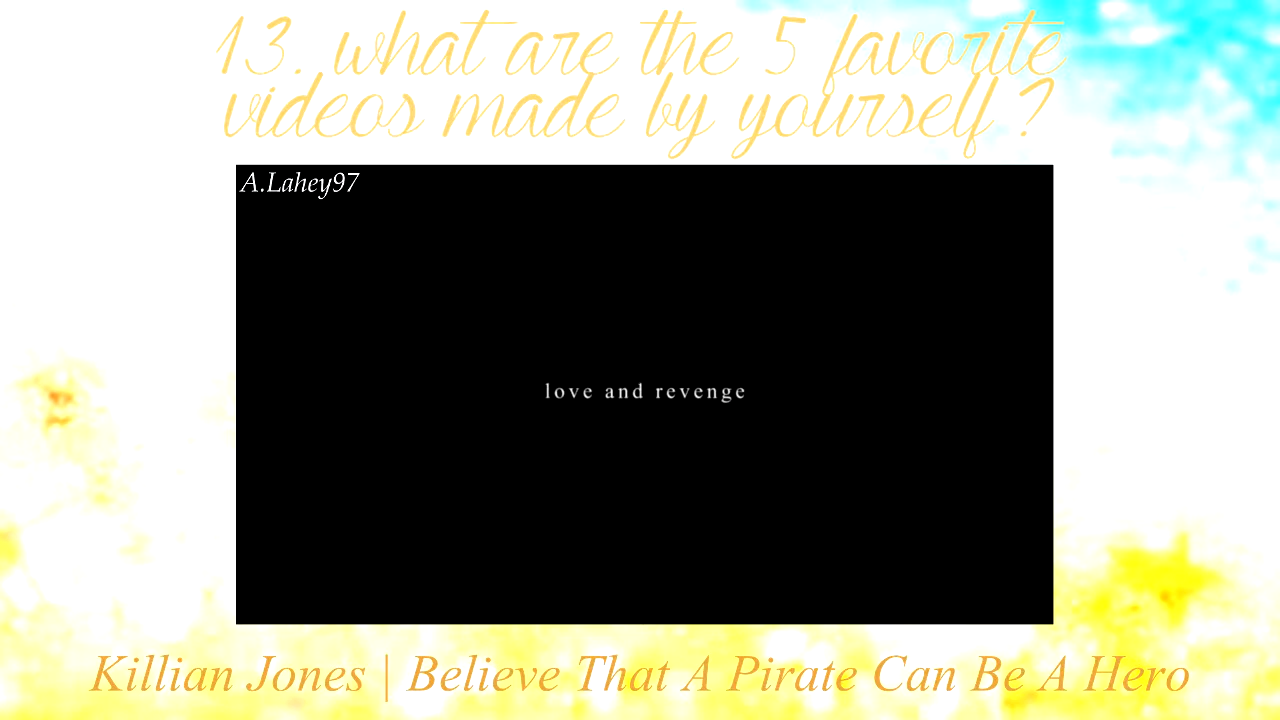 13. what are the 5 favorite
videos made by yourself ?
A.Lahey97
love and revenge
Killian Jones | Believe That A Pirate Can Be A Hero